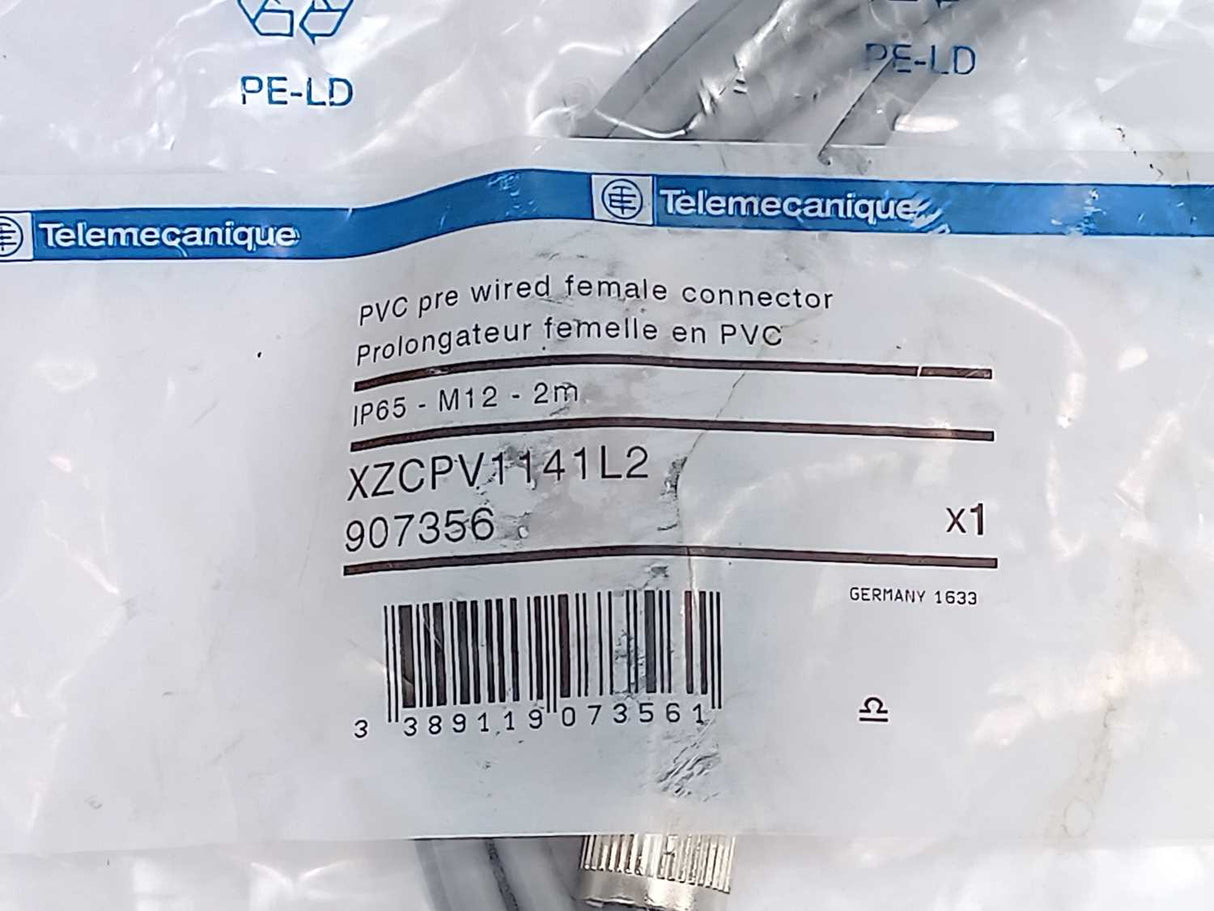 PE-LD
PE-LD
Telemecanique
Telemecanique
PVC pre wired female connector
Prolongateur femelle en PVC
IP65 - M12 - 2m
XZCPV1141L2
907356
x1
GERMANY 1633
3 389119 073561